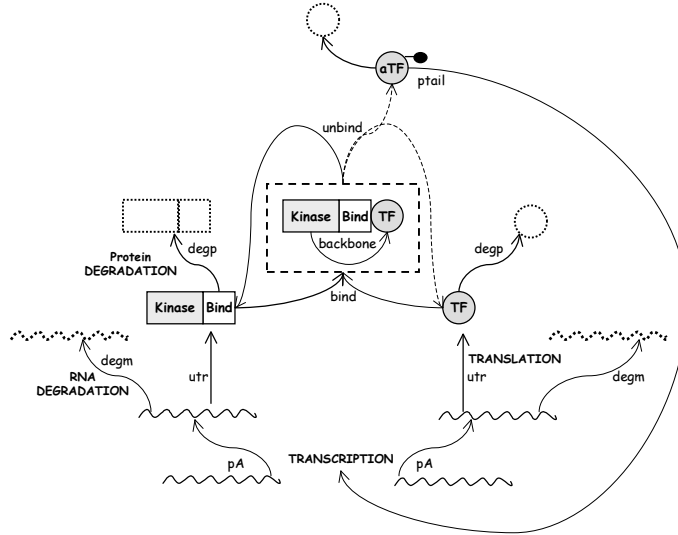 aTF
ptail
unbind
Kinase Bind TF
backbone
degp
Protein
DEGRADATION
degp
bind
Kinase Bind
TF
degm
RNA
DEGRADATION
utr
TRANSLATION
utr
degm
pA
TRANSCRIPTION
pA